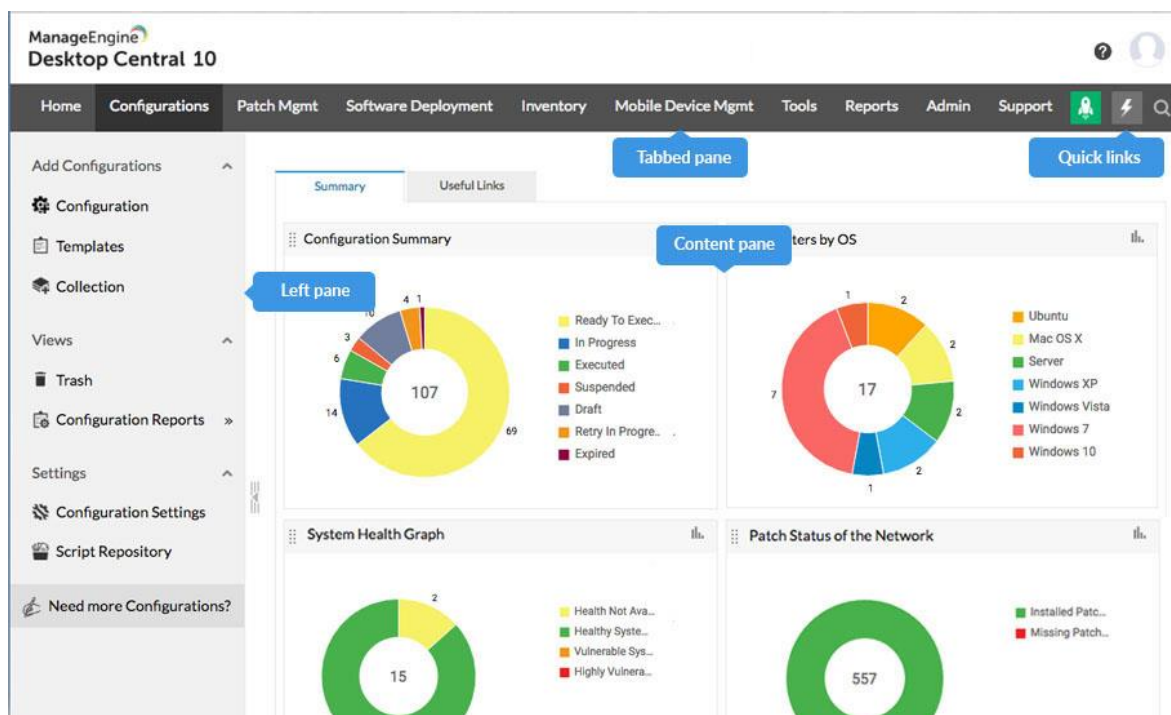 ManageEngine
Desktop Central 10
Home Configurations Patch Mgmt Software Deployment Inventory Mobile Device Mgmt Tools Reports Admin Support
Tabbed pane
Quick links
Add Configurations
Configuration
Templates
Collection
Left pane
Views
Trash
Configuration Reports »
Settings
Configuration Settings
Script Repository
Need more Configurations?
Summary Useful Links
Configuration Summary
Content pane
ters by OS
4 1
3
6
14
69
107
Ready To Exec...
In Progress
Executed
Suspended
Draft
Retry In Progre..
Expired
1 2
2
7
2
2
1
17
Ubuntu
Mac OS X
Server
Windows XP
Windows Vista
Windows 7
Windows 10
System Health Graph
2
15
Health Not Ava...
Healthy Syste...
Vulnerable Sys...
Highly Vulnera...
Patch Status of the Network
557
Installed Patc...
Missing Patch...